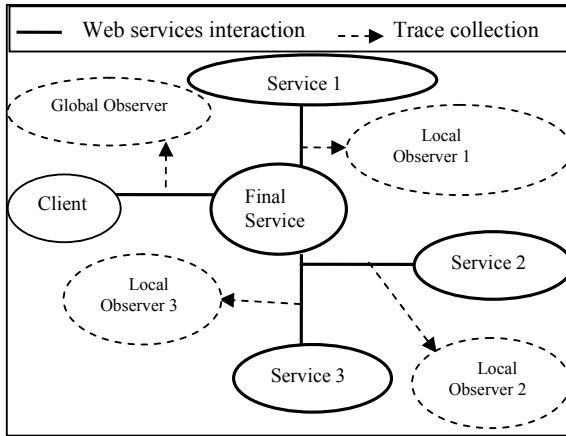 Web services interaction
Trace collection
Service 1
Global Observer
Local
Observer 1
Client
Final
Service
Service 2
Local
Observer 3
Service 3
Local
Observer 2